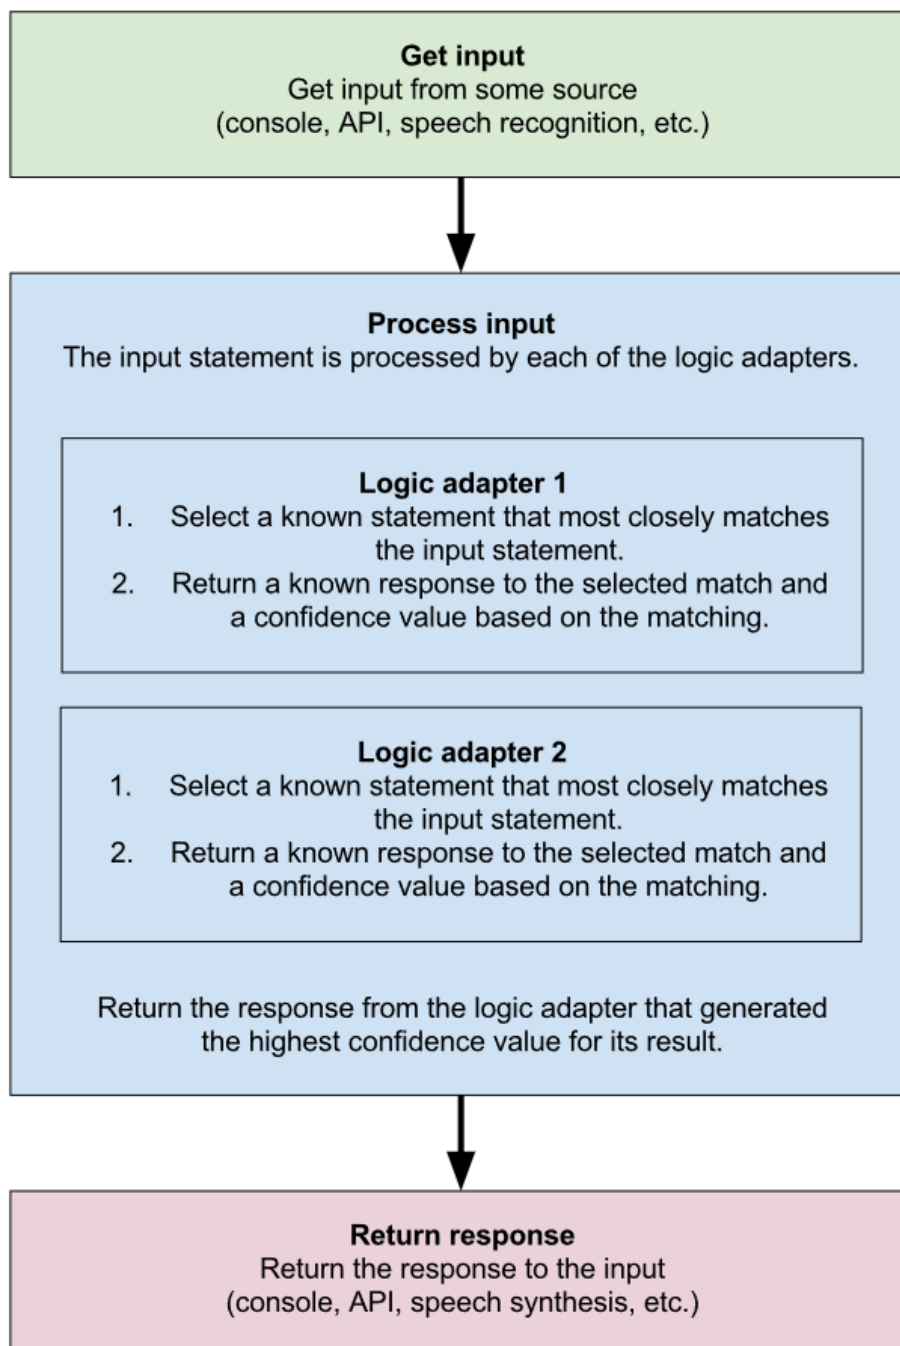 Get input
Get input from some source
(console, API, speech recognition, etc.)
Process input
The input statement is processed by each of the logic adapters.
Logic adapter 1
1. Select a known statement that most closely matches
the input statement.
2. Return a known response to the selected match and
a confidence value based on the matching.
Logic adapter 2
1. Select a known statement that most closely matches
the input statement.
2. Return a known response to the selected match and
a confidence value based on the matching.
Return the response from the logic adapter that generated
the highest confidence value for its result.
Return response
Return the response to the input
(console, API, speech synthesis, etc.)